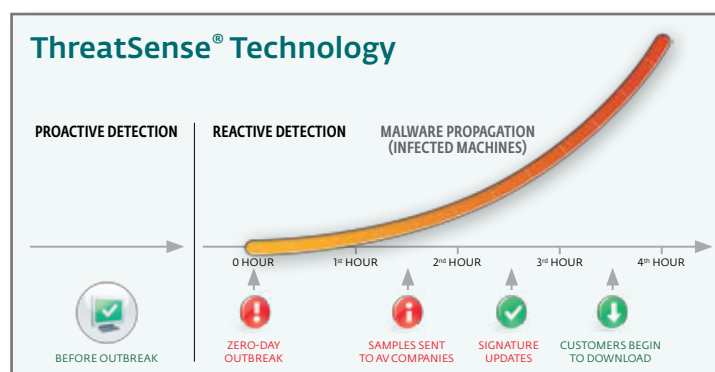 ThreatSense® Technology
PROACTIVE DETECTION
REACTIVE DETECTION
MALWARE PROPAGATION
(INFECTED MACHINES)
0 HOUR
1st HOUR
2nd HOUR
3rd HOUR
4th HOUR
BEFORE OUTBREAK
ZERO-DAY
OUTBREAK
SAMPLES SENT
TO AV COMPANIES
SIGNATURE
UPDATES
CUSTOMERS BEGIN
TO DOWNLOAD